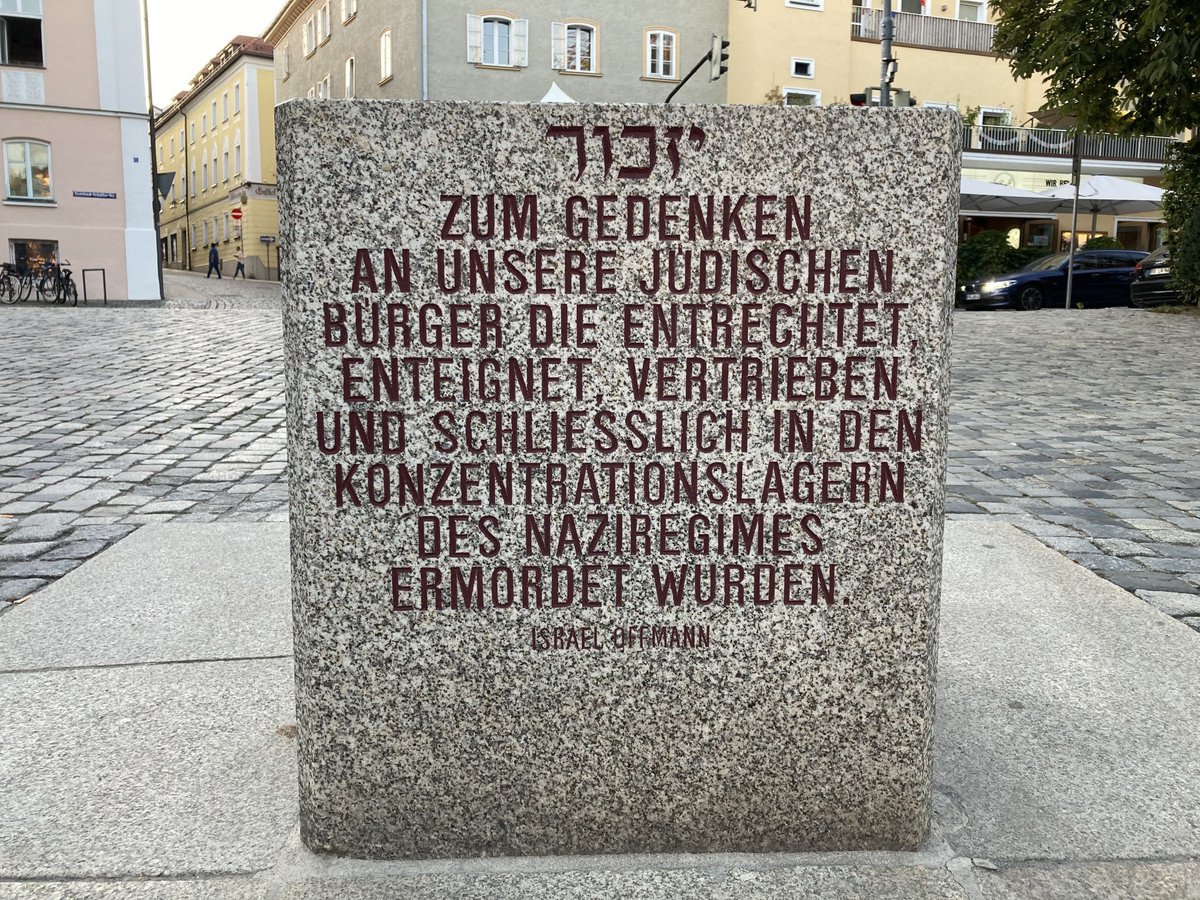 יזכור
ZUM GEDENKEN
AN UNSERE JÜDISCHEN
BÜRGER DIE ENTRECHTET,
ENTEIGNET, VERTRIEBEN
UND SCHLIESSLICH IN DEN
KONZENTRATIONSLAGERN
DES NAZIREGIMES
ERMORDET WURDEN.
ISRAEL OFFMANN